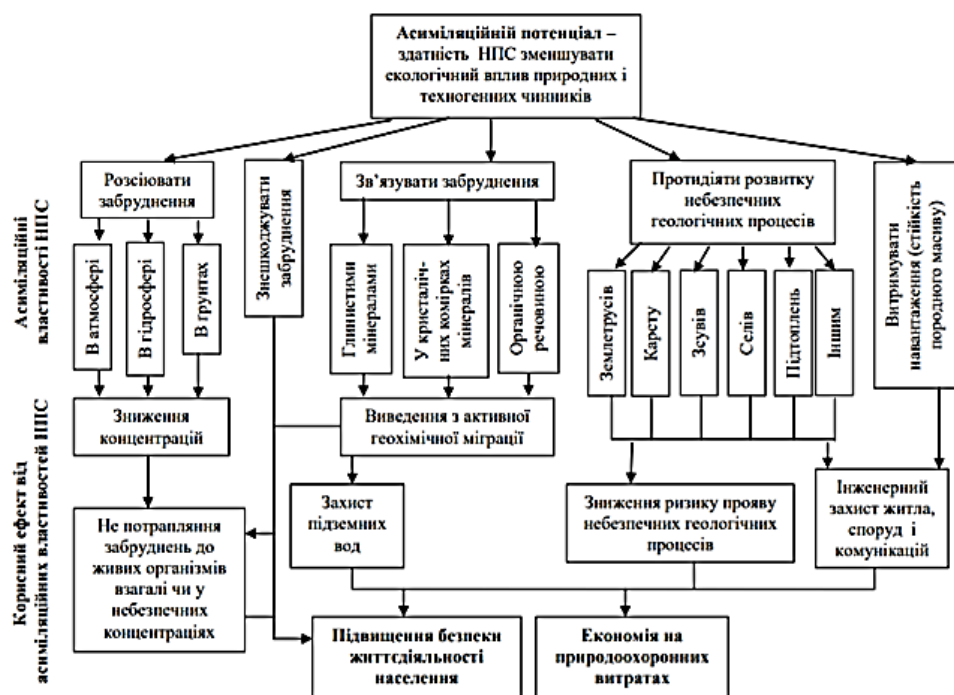 Асиміляційній потенціал –
здатність НПС зменшувати
екологічний вплив природних і
техногенних чинників
Асиміляційні
властивості НПС
Розсіювати
забруднення
Знешкоджувати
забруднення
Зв’язувати забруднення
Протидіяти розвитку
небезпечних
геологічних процесів
Витримувати
навантаження (стійкість
породного масиву)
В атмосфері
В гідросфері
В ґрунтах
Глинистими
мінералами
У кристаліч-
них комірках
мінералів
Органічною
речовиною
Землетрусів
Карсту
Зсувів
Селів
Підтоплень
Іншим
Корисний ефект від
асиміляційних властивостей НПС
Зниження
концентрацій
Виведення з активної
геохімічної міграції
Не потрапляння
забруднень до
живих організмів
взагалі чи у
небезпечних
концентраціях
Захист
підземних
вод
Зниження ризику прояву
небезпечних геологічних
процесів
Інженерний
захист житла,
споруд і
комунікацій
Підвищення безпеки
життєдіяльності
населення
Економія на
природоохоронних
витратах